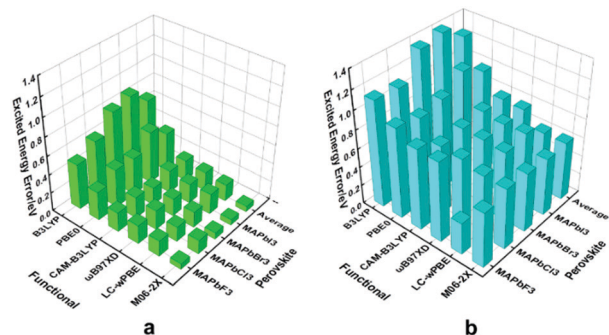 1.4
1.2
1.0
0.8
0.6
0.4
0.2
0.0
Excited Energy Error/eV
B3LYP
PBE0
CAM-B3LYP
ωB97XD
LC-wPBE
M06-2X
Functional
MAPbF3
MAPbCl3
MAPbBr3
MAPbI3
Average
Perovskite
a
1.4
1.2
1.0
0.8
0.6
0.4
0.2
0.0
Excited Energy Error/eV
B3LYP
PBE0
CAM-B3LYP
ωB97XD
LC-wPBE
M06-2X
Functional
MAPbF3
MAPbCl3
MAPbBr3
MAPbI3
Average
Perovskite
b